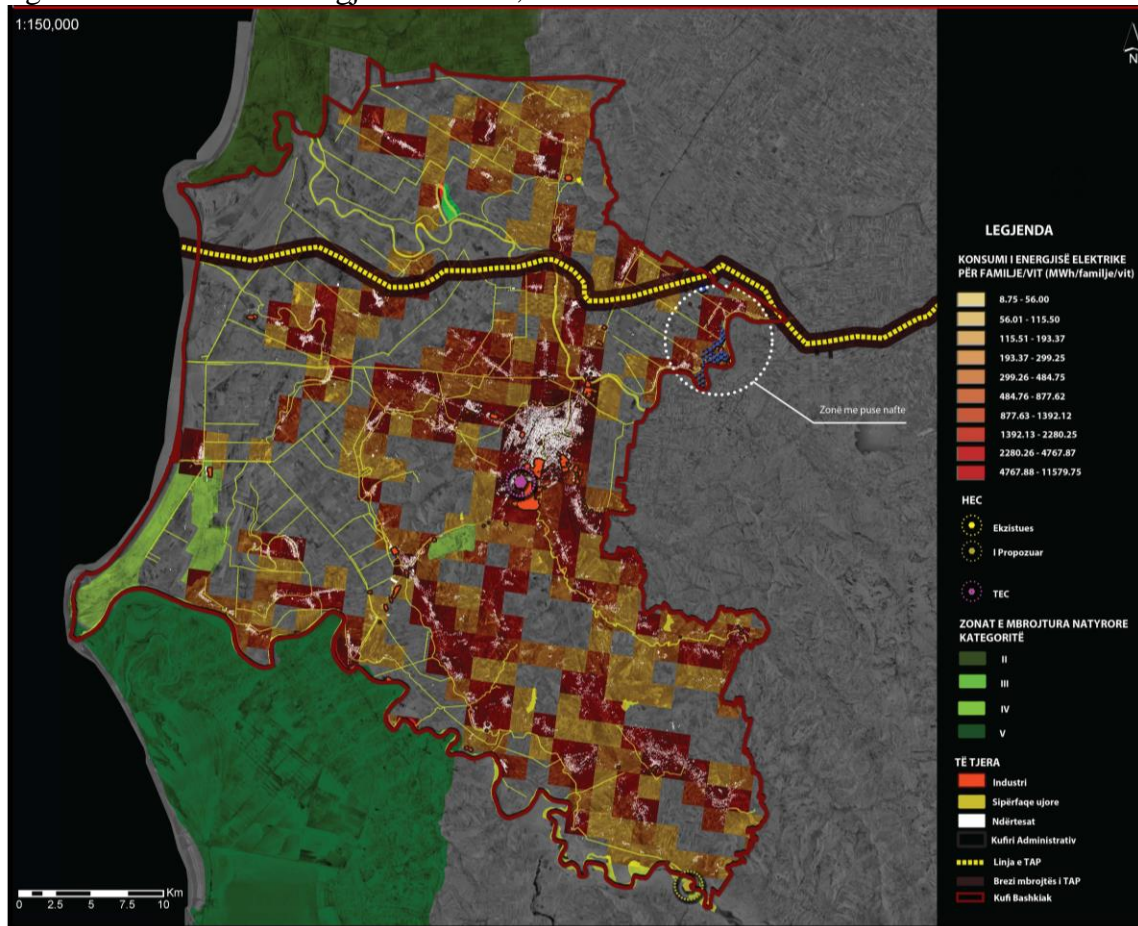 1:150,000
N
LEGJENDA
KONSUMI I ENERGJISË ELEKTRIKE
PËR FAMILJE/VIT (MWh/familje/vit)
8.75 - 56.00
56.01 - 115.50
115.51 - 193.37
193.37 - 299.25
299.26 - 484.75
484.76 - 877.62
877.63 - 1392.12
1392.13 - 2280.25
2280.26 - 4767.87
4767.88 - 11579.75
Zonë me puse nafte
HEC
Ekzistues
I Propozuar
TEC
ZONAT E MBROJTURA NATYRORE
KATEGORITË
II
III
IV
V
TË TJERA
Industri
Sipërfaqe ujore
Ndërtesat
Kufiri Administrativ
Linja e TAP
Brezi mbrojtës i TAP
Kufi Bashkiak
Km
0 2.5 5 10